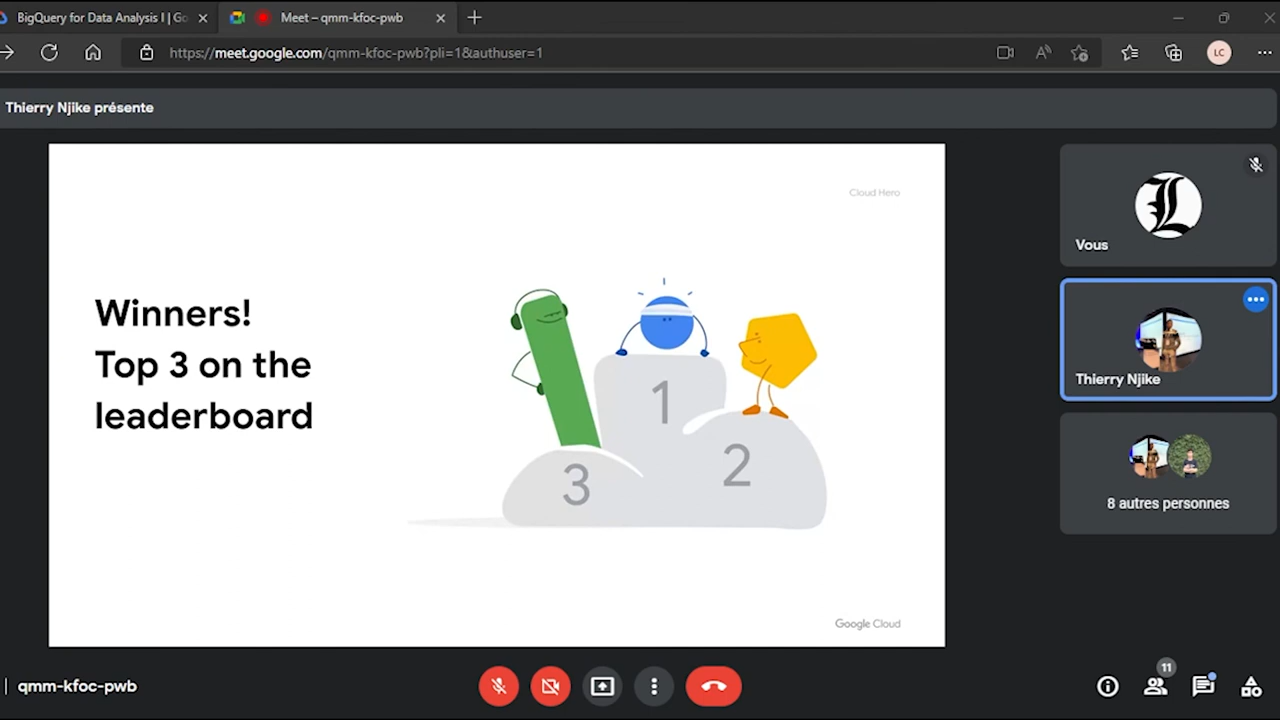 BigQuery for Data Analysis I | Go
Meet – qmm-kfoc-pwb
https://meet.google.com/qmm-kfoc-pwb?pli=1&authuser=1
LC
Thierry Njike présente
Cloud Hero
Winners!
Top 3 on the
leaderboard
1
2
3
Google Cloud
L
Vous
Thierry Njike
8 autres personnes
qmm-kfoc-pwb
11